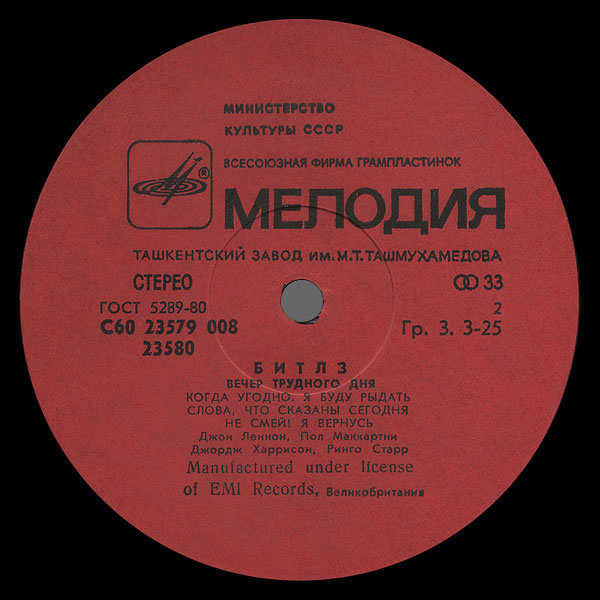 МИНИСТЕРСТВО
КУЛЬТУРЫ СССР
ВСЕСОЮЗНАЯ ФИРМА ГРАМПЛАСТИНОК
®
МЕЛОДИЯ
ТАШКЕНТСКИЙ ЗАВОД ИМ. М.Т. ТАШМУХАМЕДОВА
СТЕРЕО 33
ГОСТ 5289-80 2
С60 23579 008 Гр. 3. 3-25
23580
БИТЛЗ
ВЕЧЕР ТРУДНОГО ДНЯ
КОГДА УГОДНО. Я БУДУ РЫДАТЬ
СЛОВА, ЧТО СКАЗАНЫ СЕГОДНЯ
НЕ СМЕЙ! Я ВЕРНУСЬ
Джон Леннон, Пол Маккартни
Джордж Харрисон, Ринго Старр
Manufactured under license
of EMI Records, Великобритания